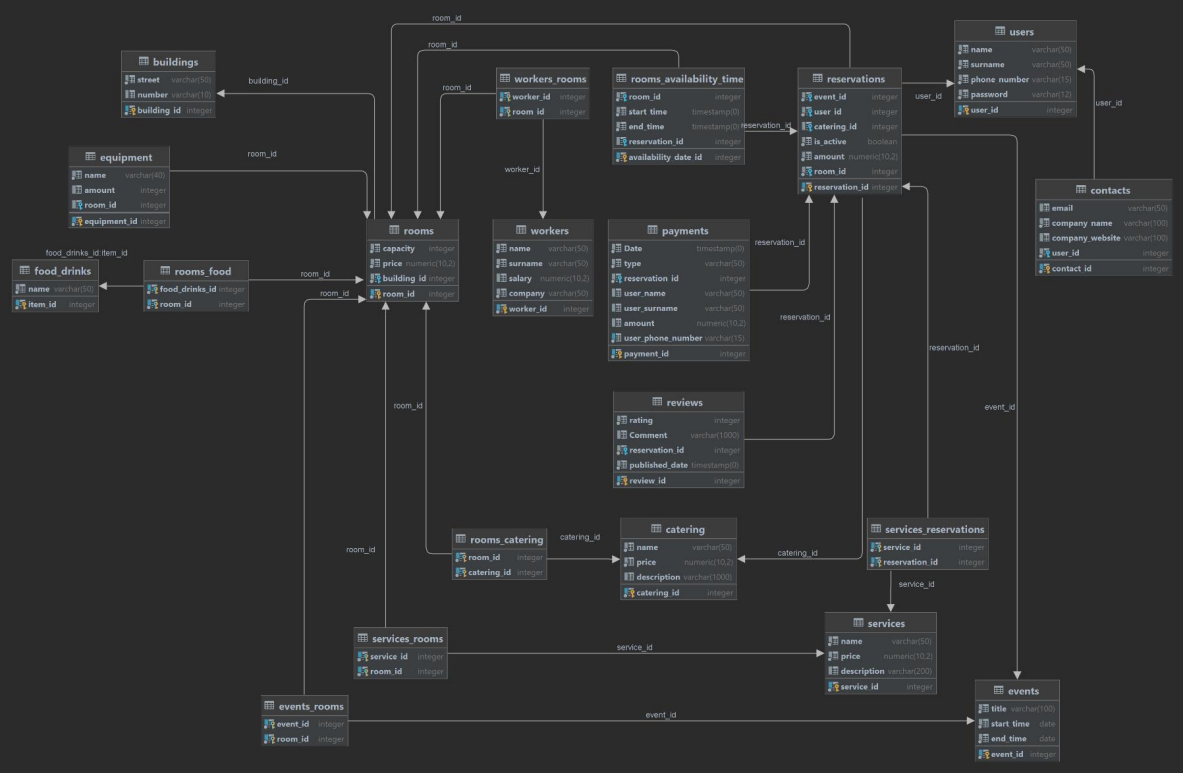 room_id
room_id
users
name varchar(50)
surname varchar(50)
phone_number varchar(15)
password varchar(12)
user_id integer
buildings
street varchar(50)
number varchar(10)
building_id integer
building_id
workers_rooms
worker_id integer
room_id integer
room_id
rooms_availability_time
room_id integer
start_time timestamp(0)
end_time timestamp(0)
reservation_id integer
availability_date_id integer
reservation_id
reservations
event_id integer
user_id integer
catering_id integer
is_active boolean
amount numeric(10,2)
room_id integer
reservation_id integer
user_id
user_id
equipment
name varchar(40)
amount integer
room_id integer
equipment_id integer
room_id
worker_id
contacts
email varchar(50)
company_name varchar(100)
company_website varchar(100)
user_id integer
contact_id integer
rooms
capacity integer
price numeric(10,2)
building_id integer
room_id integer
workers
name varchar(50)
surname varchar(50)
salary numeric(10,2)
company varchar(50)
worker_id integer
payments
Date timestamp(0)
type varchar(50)
reservation_id integer
user_name varchar(50)
user_surname varchar(50)
amount numeric(10,2)
user_phone_number varchar(15)
payment_id integer
reservation_id
food_drinks_id:item_id
food_drinks
name varchar(50)
item_id integer
rooms_food
food_drinks_id integer
room_id integer
room_id
room_id
reservation_id
reservation_id
reviews
rating integer
Comment varchar(1000)
reservation_id integer
published_date timestamp(0)
review_id integer
room_id
event_id
rooms_catering
room_id integer
catering_id integer
catering_id
catering
name varchar(50)
price numeric(10,2)
description varchar(1000)
catering_id integer
catering_id
services_reservations
service_id integer
reservation_id integer
room_id
service_id
services_rooms
service_id integer
room_id integer
service_id
services
name varchar(50)
price numeric(10,2)
description varchar(200)
service_id integer
events_rooms
event_id integer
room_id integer
event_id
events
title varchar(100)
start_time date
end_time date
event_id integer